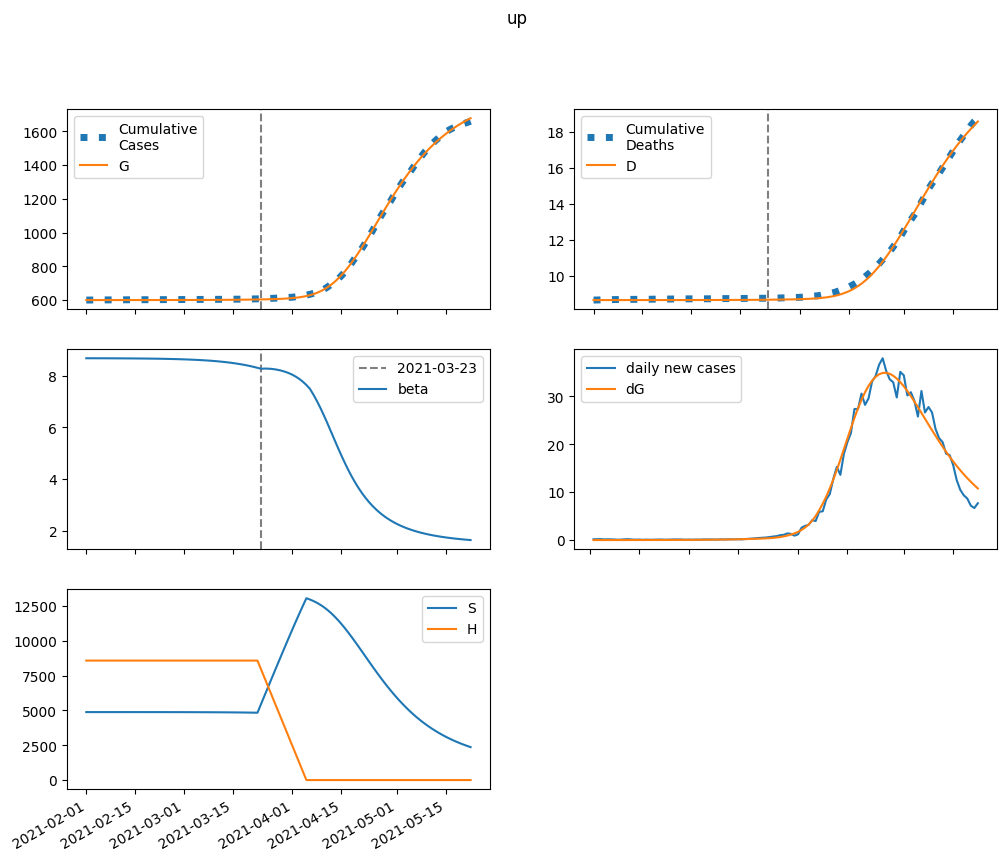 up
Cumulative
Cases
G
1600
1400
1200
1000
800
600
Cumulative
Deaths
D
18
16
14
12
10
2021-03-23
beta
8
6
4
2
daily new cases
dG
30
20
10
0
S
H
12500
10000
7500
5000
2500
0
2021-02-01
2021-02-15
2021-03-01
2021-03-15
2021-04-01
2021-04-15
2021-05-01
2021-05-15